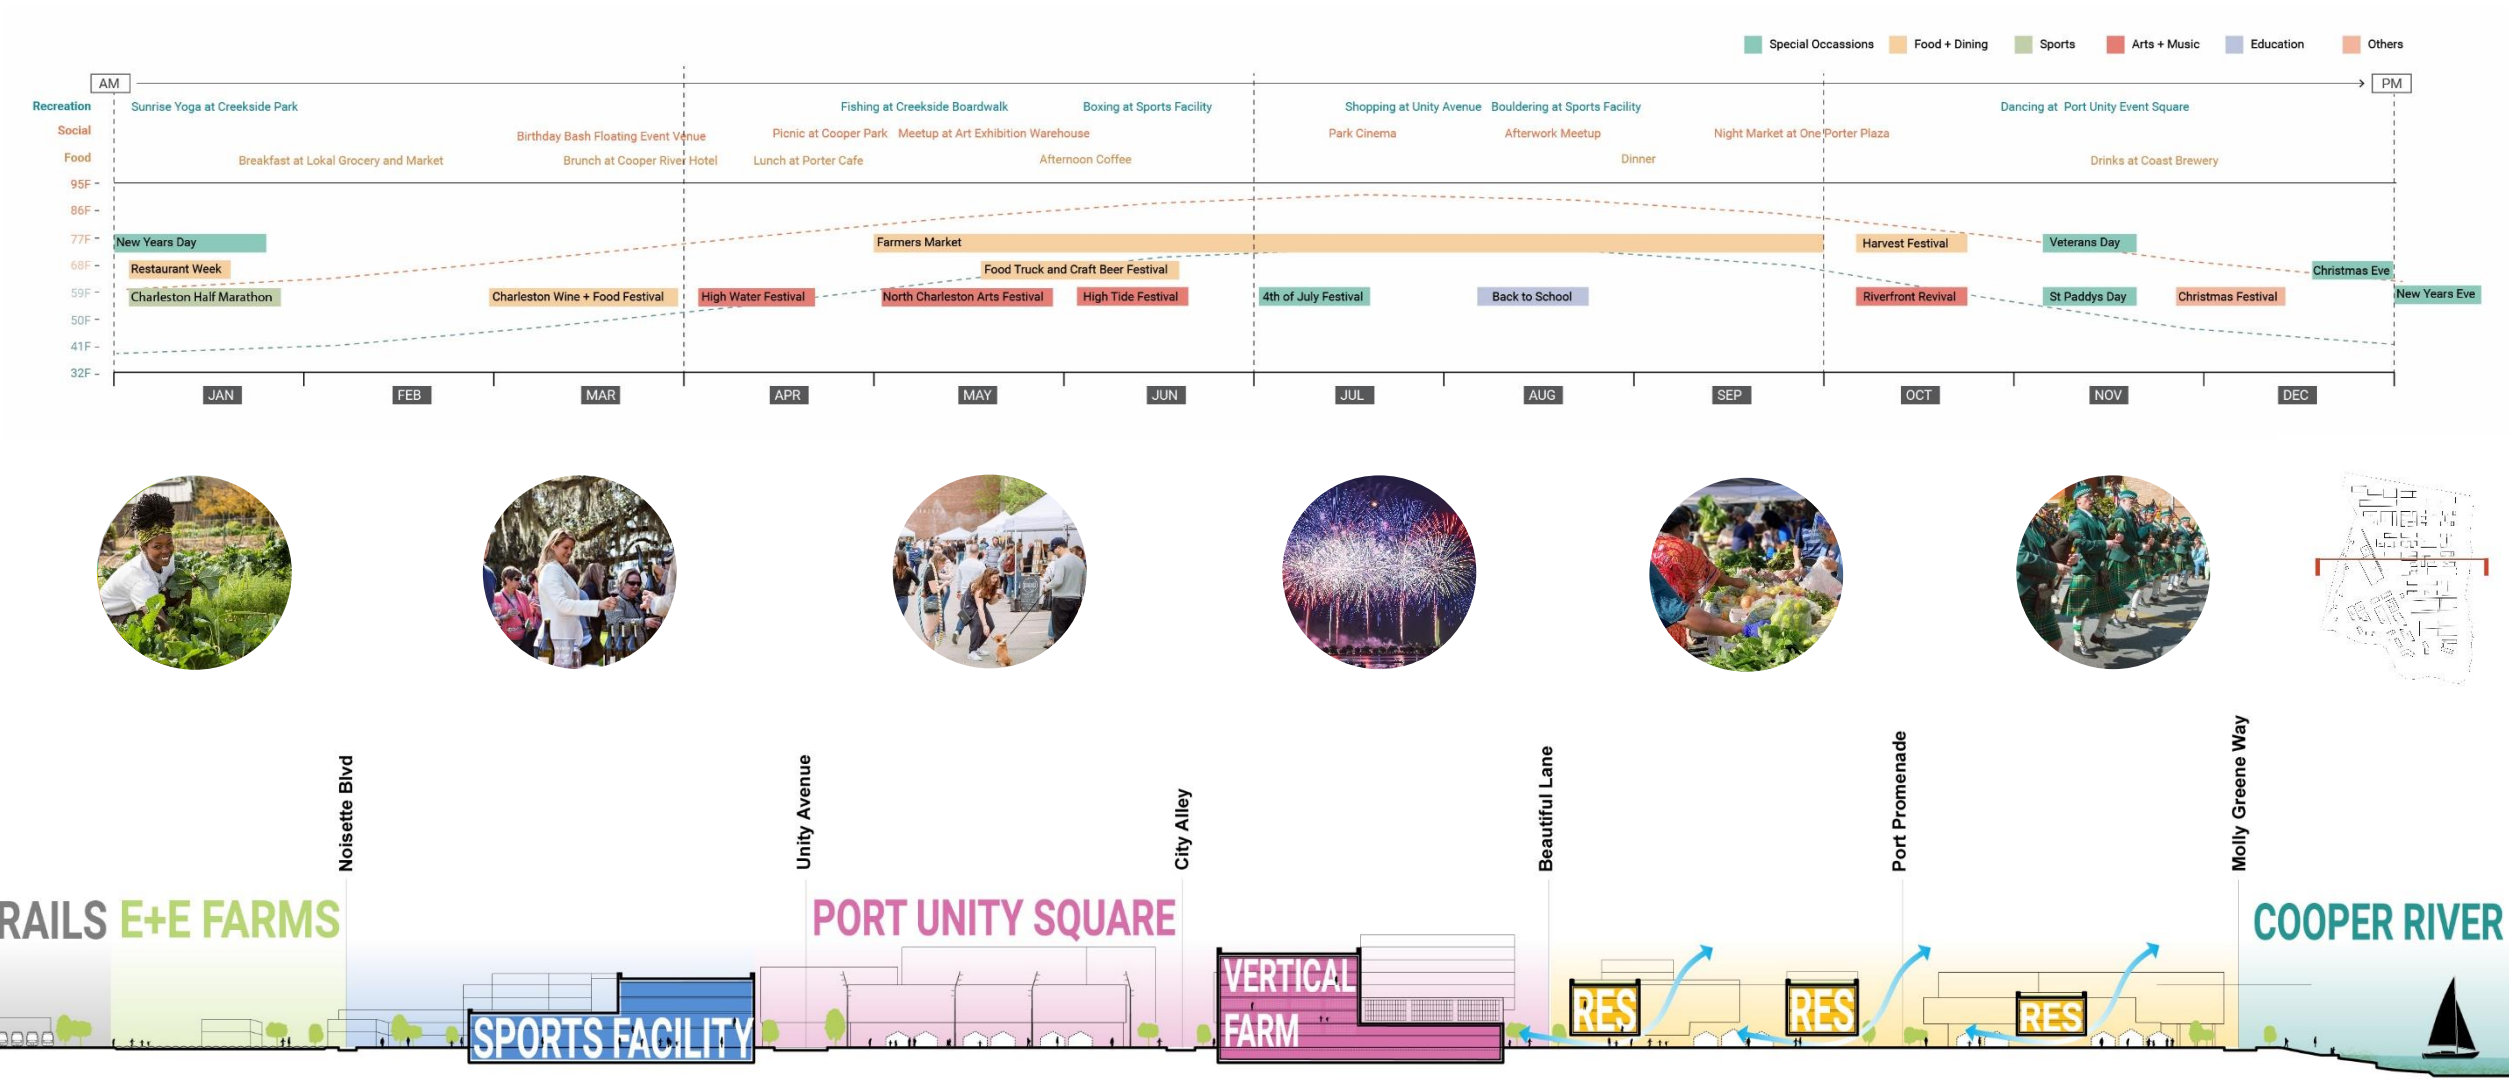 Special Occassions Food + Dining Sports Arts + Music Education Others
AM PM
Recreation Sunrise Yoga at Creekside Park Fishing at Creekside Boardwalk Boxing at Sports Facility Shopping at Unity Avenue Bouldering at Sports Facility Dancing at Port Unity Event Square
Social Birthday Bash Floating Event Venue Picnic at Cooper Park Meetup at Art Exhibition Warehouse Park Cinema Afterwork Meetup Night Market at One Porter Plaza
Food Breakfast at Lokal Grocery and Market Brunch at Cooper River Hotel Lunch at Porter Cafe Afternoon Coffee Dinner Drinks at Coast Brewery
95F
86F
77F New Years Day Farmers Market Harvest Festival Veterans Day
68F Restaurant Week Food Truck and Craft Beer Festival Christmas Eve
59F Charleston Half Marathon Charleston Wine + Food Festival High Water Festival North Charleston Arts Festival High Tide Festival 4th of July Festival Back to School Riverfront Revival St Paddys Day Christmas Festival New Years Eve
50F
41F
32F
JAN FEB MAR APR MAY JUN JUL AUG SEP OCT NOV DEC
Noisette Blvd Unity Avenue City Alley Beautiful Lane Port Promenade Molly Greene Way
RAILS E+E FARMS PORT UNITY SQUARE COOPER RIVER
SPORTS FACILITY
VERTICAL
FARM
RES RES RES